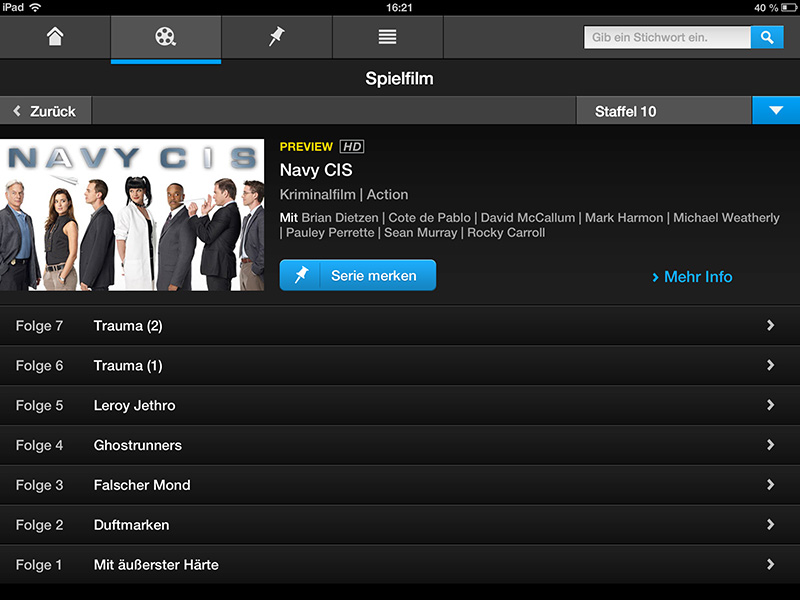 iPad 16:21 40 %
Gib ein Stichwort ein.
Spielfilm
Zurück Staffel 10
NAVY CIS
PREVIEW HD
Navy CIS
Kriminalfilm | Action
Mit Brian Dietzen | Cote de Pablo | David McCallum | Mark Harmon | Michael Weatherly
| Pauley Perrette | Sean Murray | Rocky Carroll
Serie merken Mehr Info
Folge 7 Trauma (2)
Folge 6 Trauma (1)
Folge 5 Leroy Jethro
Folge 4 Ghostrunners
Folge 3 Falscher Mond
Folge 2 Duftmarken
Folge 1 Mit äußerster Härte